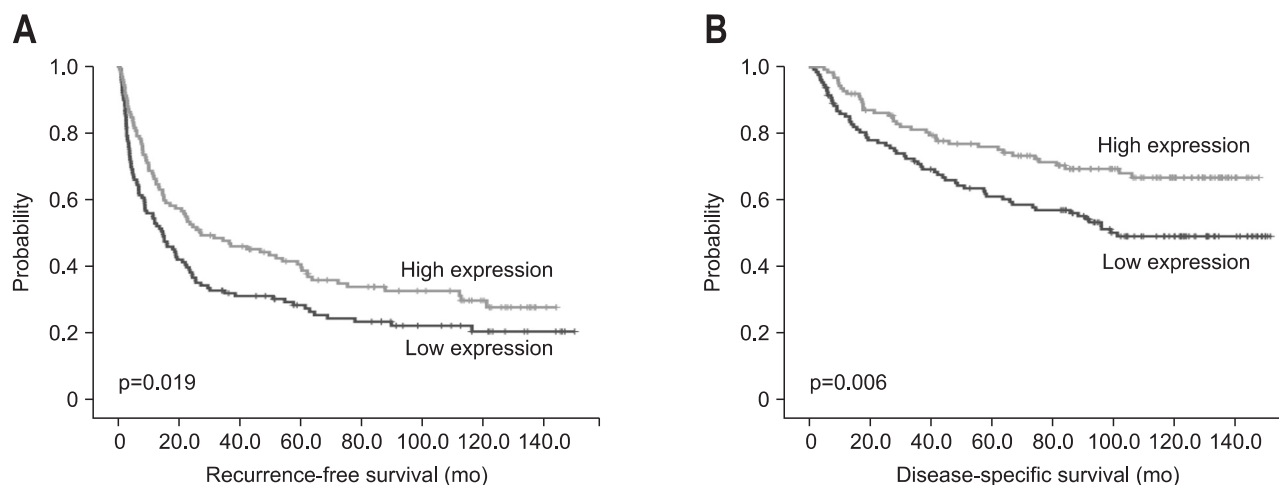 A
1.0
0.8
0.6
0.4
0.2
0
Probability
High expression
Low expression
p=0.019
0 20.0 40.0 60.0 80.0 100.0 120.0 140.0
Recurrence-free survival (mo)
B
1.0
0.8
0.6
0.4
0.2
0
Probability
High expression
Low expression
p=0.006
0 20.0 40.0 60.0 80.0 100.0 120.0 140.0
Disease-specific survival (mo)